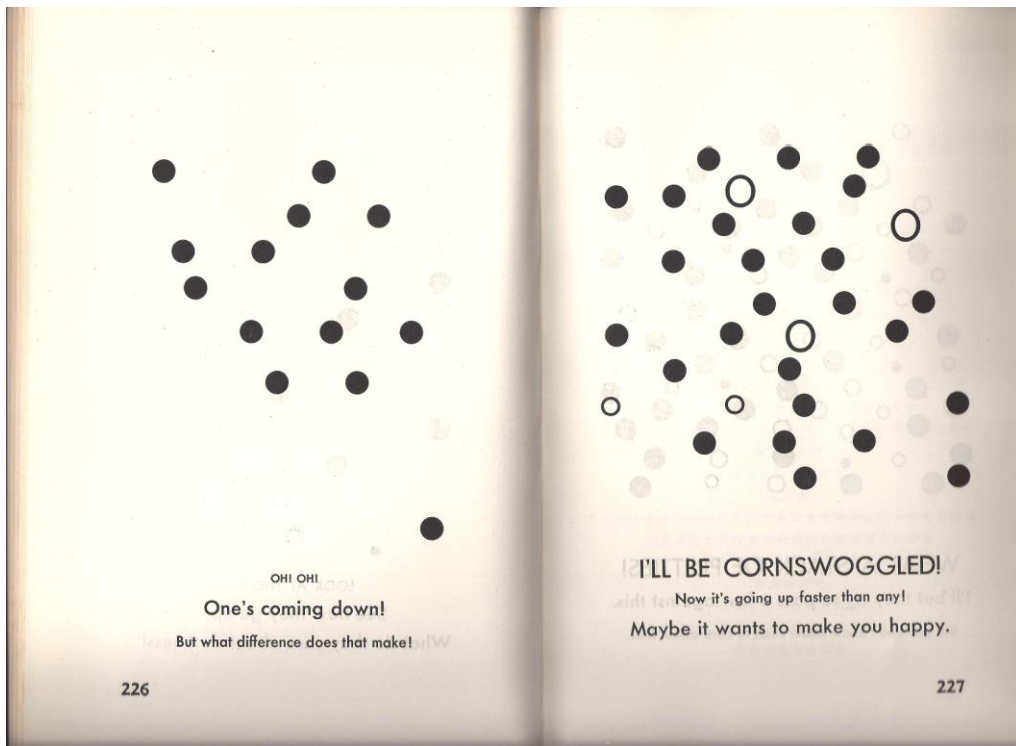 OH! OH!
One's coming down!
But what difference does that make!
226
I'LL BE CORNSWOGGLED!
Now it's going up faster than any!
Maybe it wants to make you happy.
227